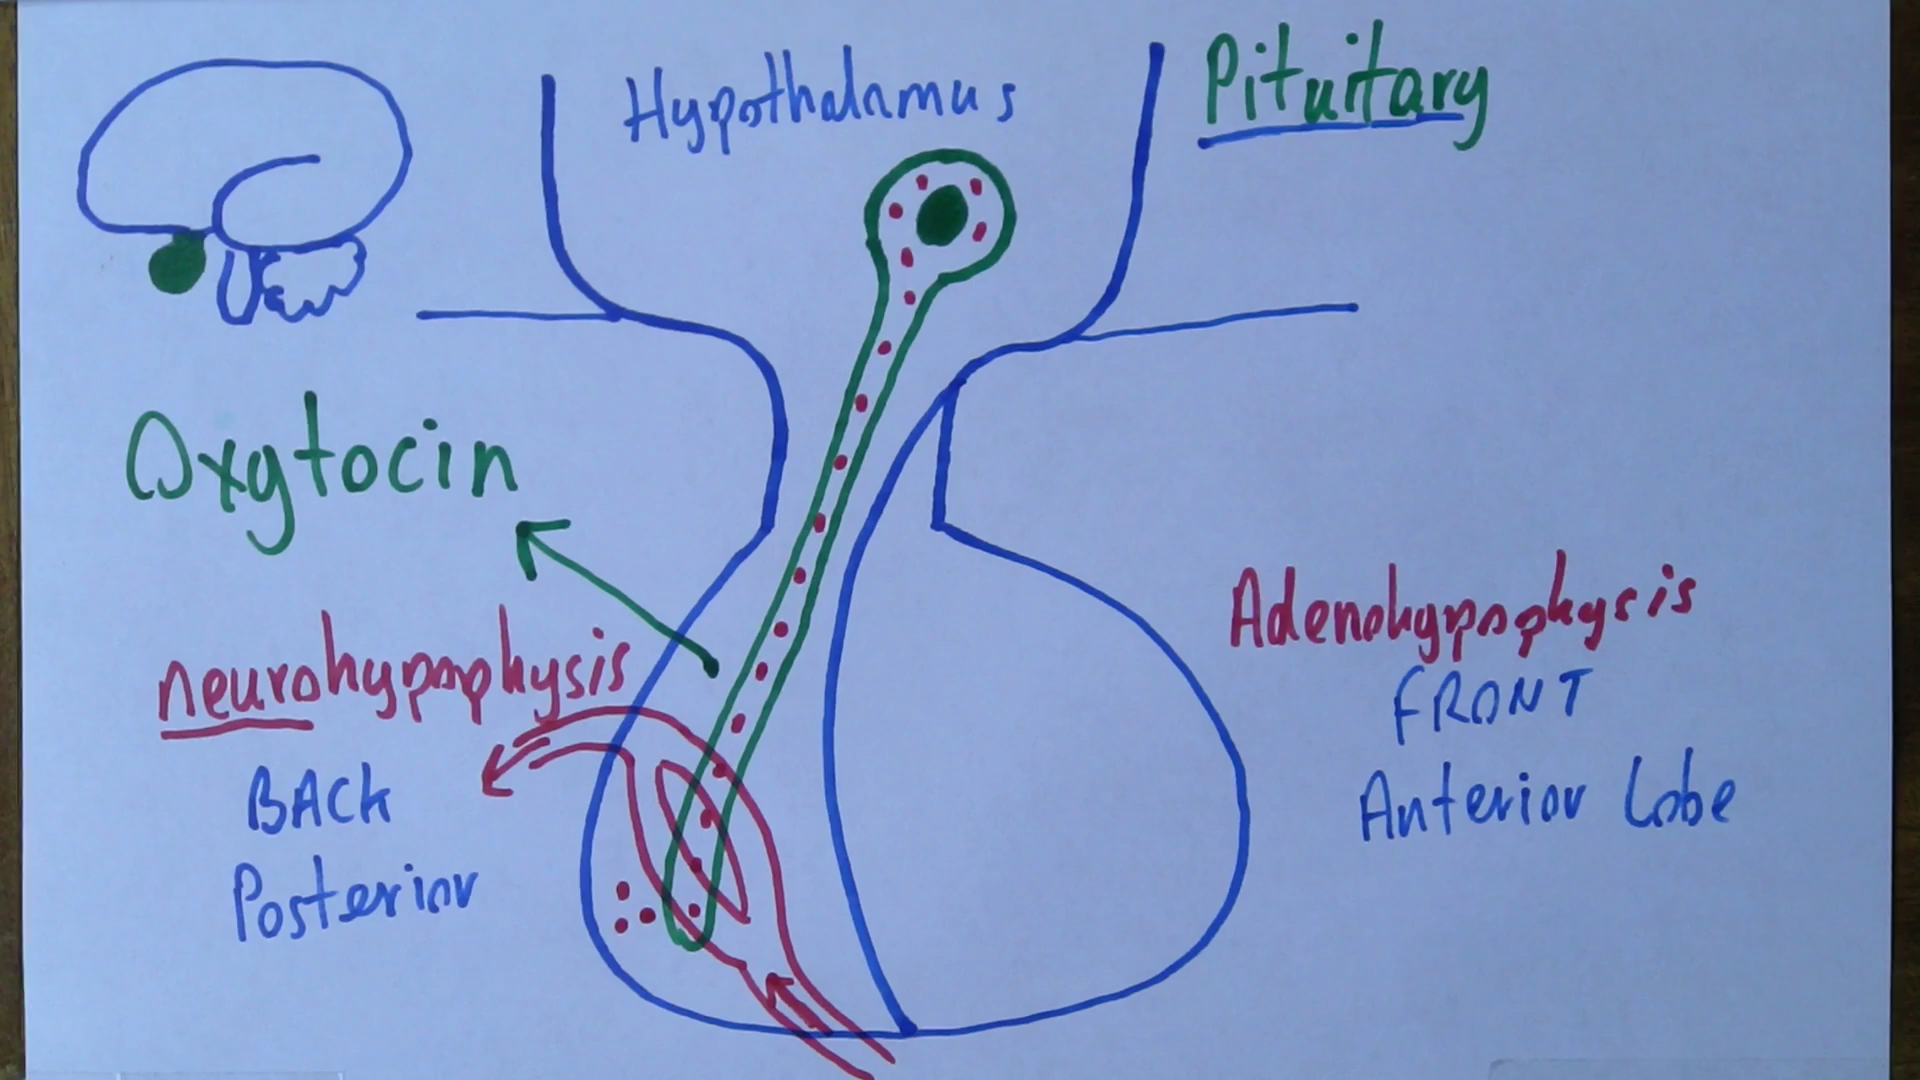 Hypothalamus
Pituitary
Oxytocin
neurohypophysis
BACK
Posterior
Adenohypophysis
FRONT
Anterior Lobe